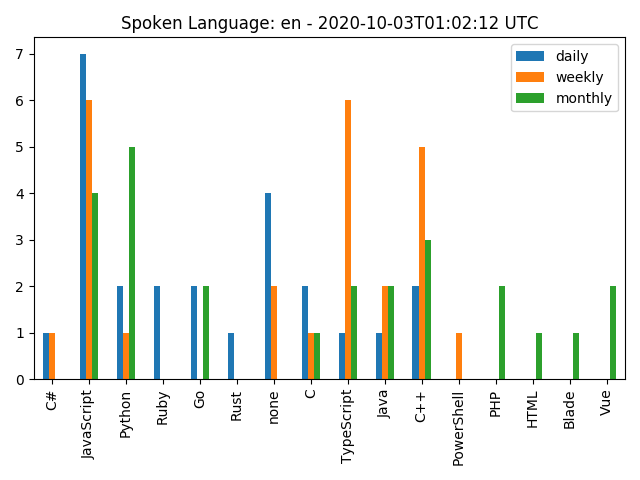 Spoken Language: en - 2020-10-03T01:02:12 UTC
daily
weekly
monthly
7
6
5
4
3
2
1
0
C#
JavaScript
Python
Ruby
Go
Rust
none
C
TypeScript
Java
C++
PowerShell
PHP
HTML
Blade
Vue